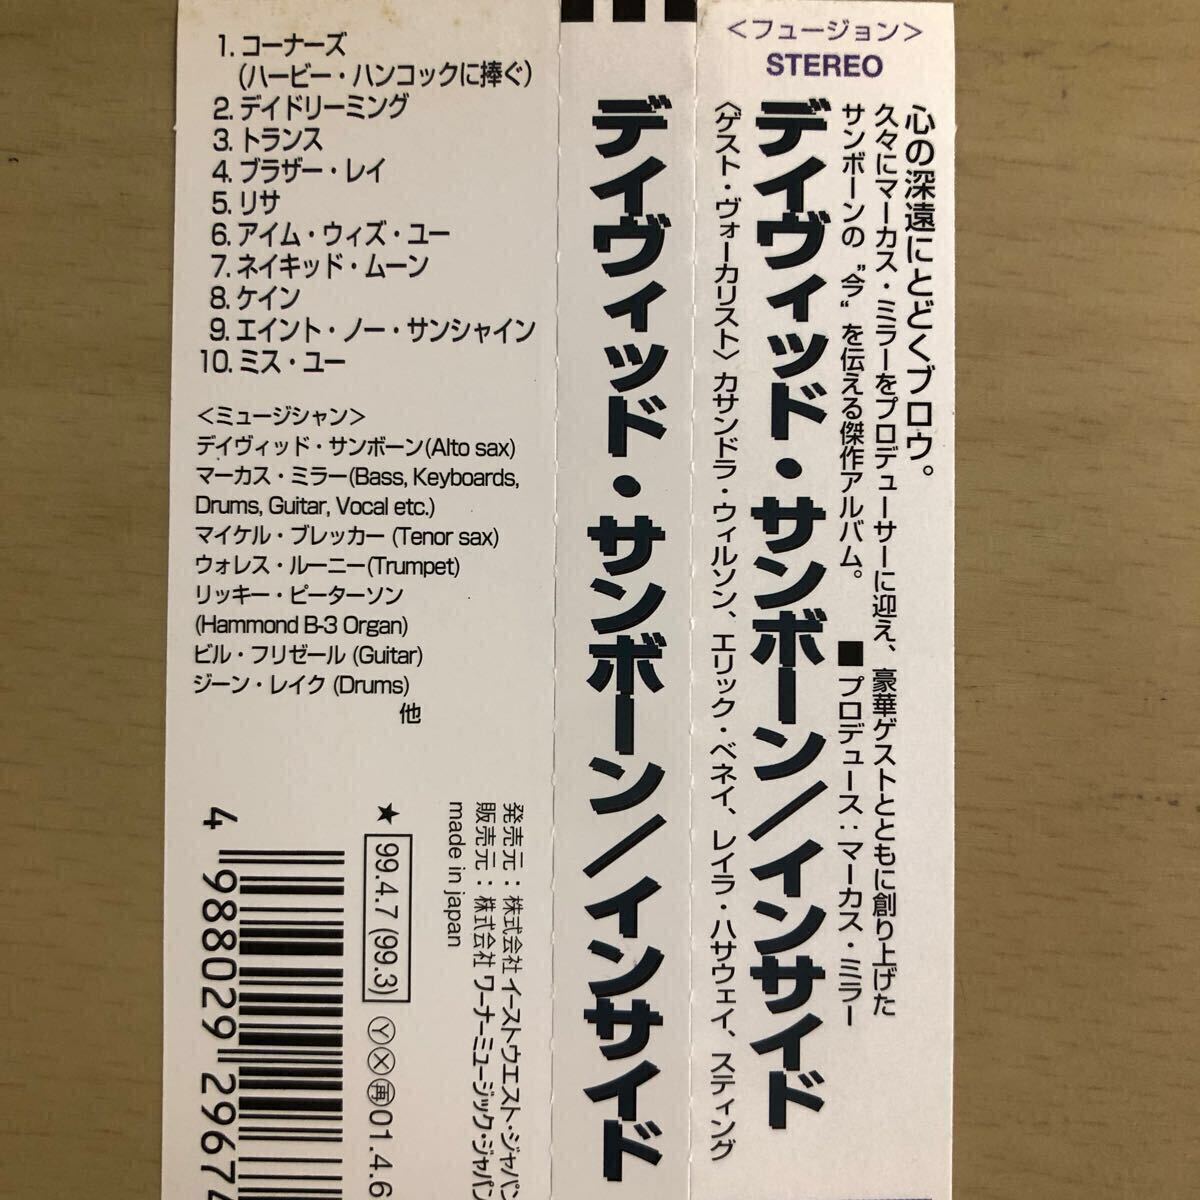 <フュージョン>
STEREO
心の深遠にとどくブロウ。
久々にマーカス・ミラーをプロデューサーに迎え、豪華ゲストとともに創り上げた
サンボーンの〝今〟を伝える傑作アルバム。 ■プロデュース:マーカス・ミラー
デイヴィッド・サンボーン/インサイド
〈ゲスト・ヴォーカリスト〉カサンドラ・ウィルソン、エリック・ベネイ、レイラ・ハサウェイ、スティング
デイヴィッド・サンボーン/インサイド
1. コーナーズ
(ハービー・ハンコックに捧ぐ)
2. デイドリーミング
3. トランス
4. ブラザー・レイ
5. リサ
6. アイム・ウィズ・ユー
7. ネイキッド・ムーン
8. ケイン
9. エイント・ノー・サンシャイン
10. ミス・ユー
<ミュージシャン>
デイヴィッド・サンボーン(Alto sax)
マーカス・ミラー(Bass, Keyboards,
Drums, Guitar, Vocal etc.)
マイケル・ブレッカー (Tenor sax)
ウォレス・ルーニー(Trumpet)
リッキー・ピーターソン
(Hammond B-3 Organ)
ビル・フリゼール (Guitar)
ジーン・レイク (Drums)
他
発売元:株式会社 イーストウエスト・ジャパン
販売元:株式会社 ワーナーミュージック・ジャパン
made in japan
★ 99.4.7 (99.3) Ⓨ Ⓧ 再 01.4.6
4 988029 29674